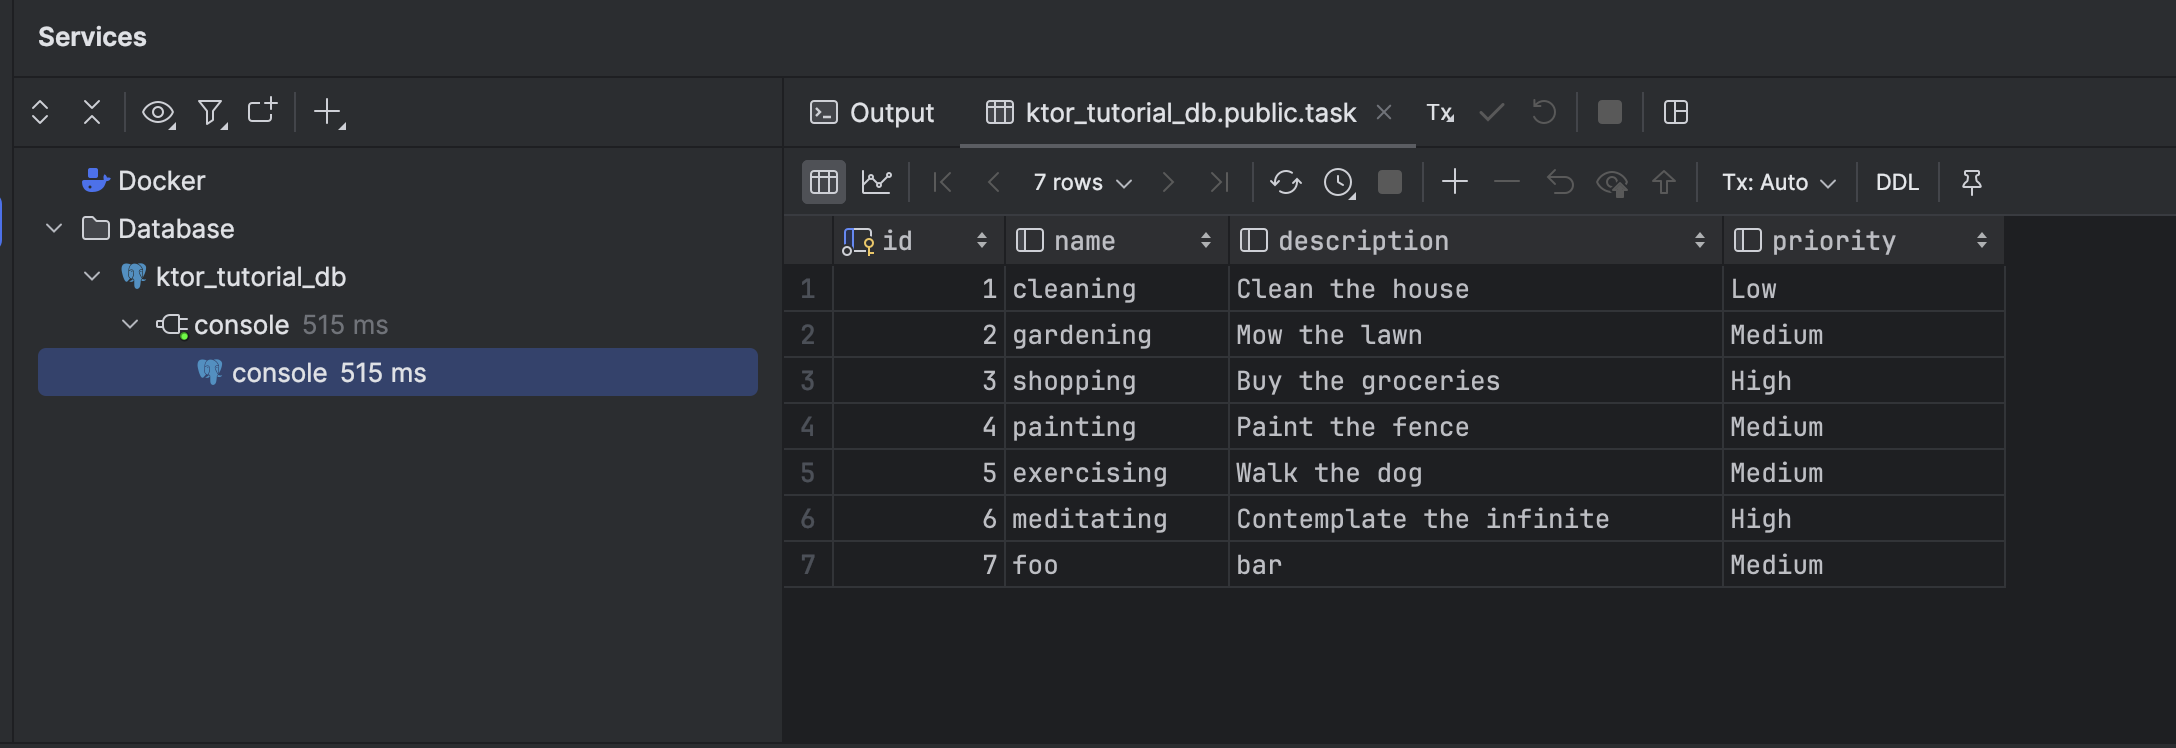 Services
Output ktor_tutorial_db.public.task Tx
Docker
Database
ktor_tutorial_db
console 515 ms
console 515 ms
7 rows Tx: Auto DDL
id name description priority
1 1 cleaning Clean the house Low
2 2 gardening Mow the lawn Medium
3 3 shopping Buy the groceries High
4 4 painting Paint the fence Medium
5 5 exercising Walk the dog Medium
6 6 meditating Contemplate the infinite High
7 7 foo bar Medium